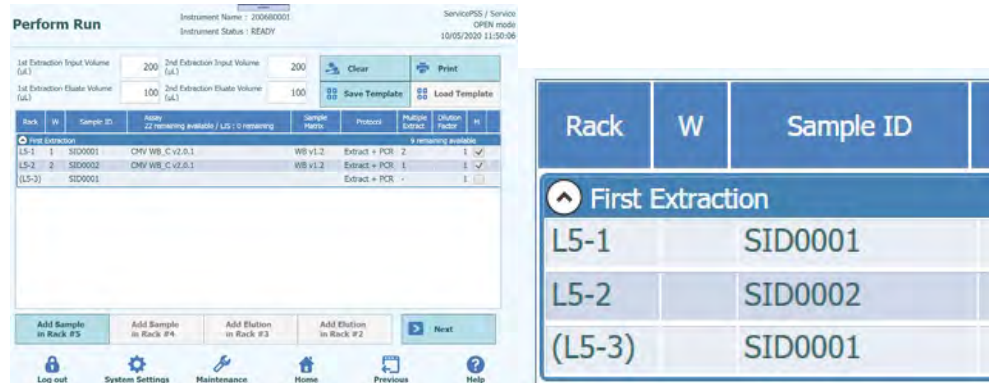 Perform Run
Instrument Name : 200680001
Instrument Status : READY
ServicePSS / Service
OPEN mode
10/05/2020 11:50:06
1st Extraction Input Volume (uL) 200 2nd Extraction Input Volume (uL) 200 Clear Print
1st Extraction Eluate Volume (uL) 100 2nd Extraction Eluate Volume (uL) 100 Save Template Load Template
Rack W Sample ID Assay 22 remaining available / LIS : 0 remaining Sample Matrix Protocol Multiple Extract Dilution Factor M
First Extraction 9 remaining available
L5-1 1 SID0001 CMV WB_C v2.0.1 WB v1.2 Extract + PCR 2 1
L5-2 2 SID0002 CMV WB_C v2.0.1 WB v1.2 Extract + PCR 1 1
(L5-3) SID0001 Extract + PCR - 1
Add Sample in Rack #5 Add Sample in Rack #4 Add Elution in Rack #3 Add Elution in Rack #2 Next
Log out System Settings Maintenance Home Previous Help
Rack W Sample ID
First Extraction
L5-1 SID0001
L5-2 SID0002
(L5-3) SID0001